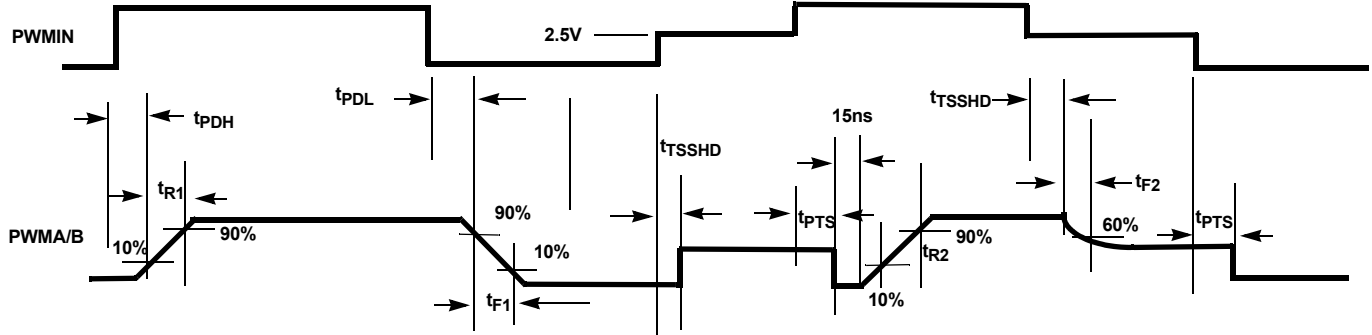 PWMIN
2.5V
tPDL
tTSSHD
tPDH
15ns
tTSSHD
tR1
tF2
90%
60%
tPTS
tPTS
PWMA/B
10%
90%
10%
tR2
90%
tF1
10%